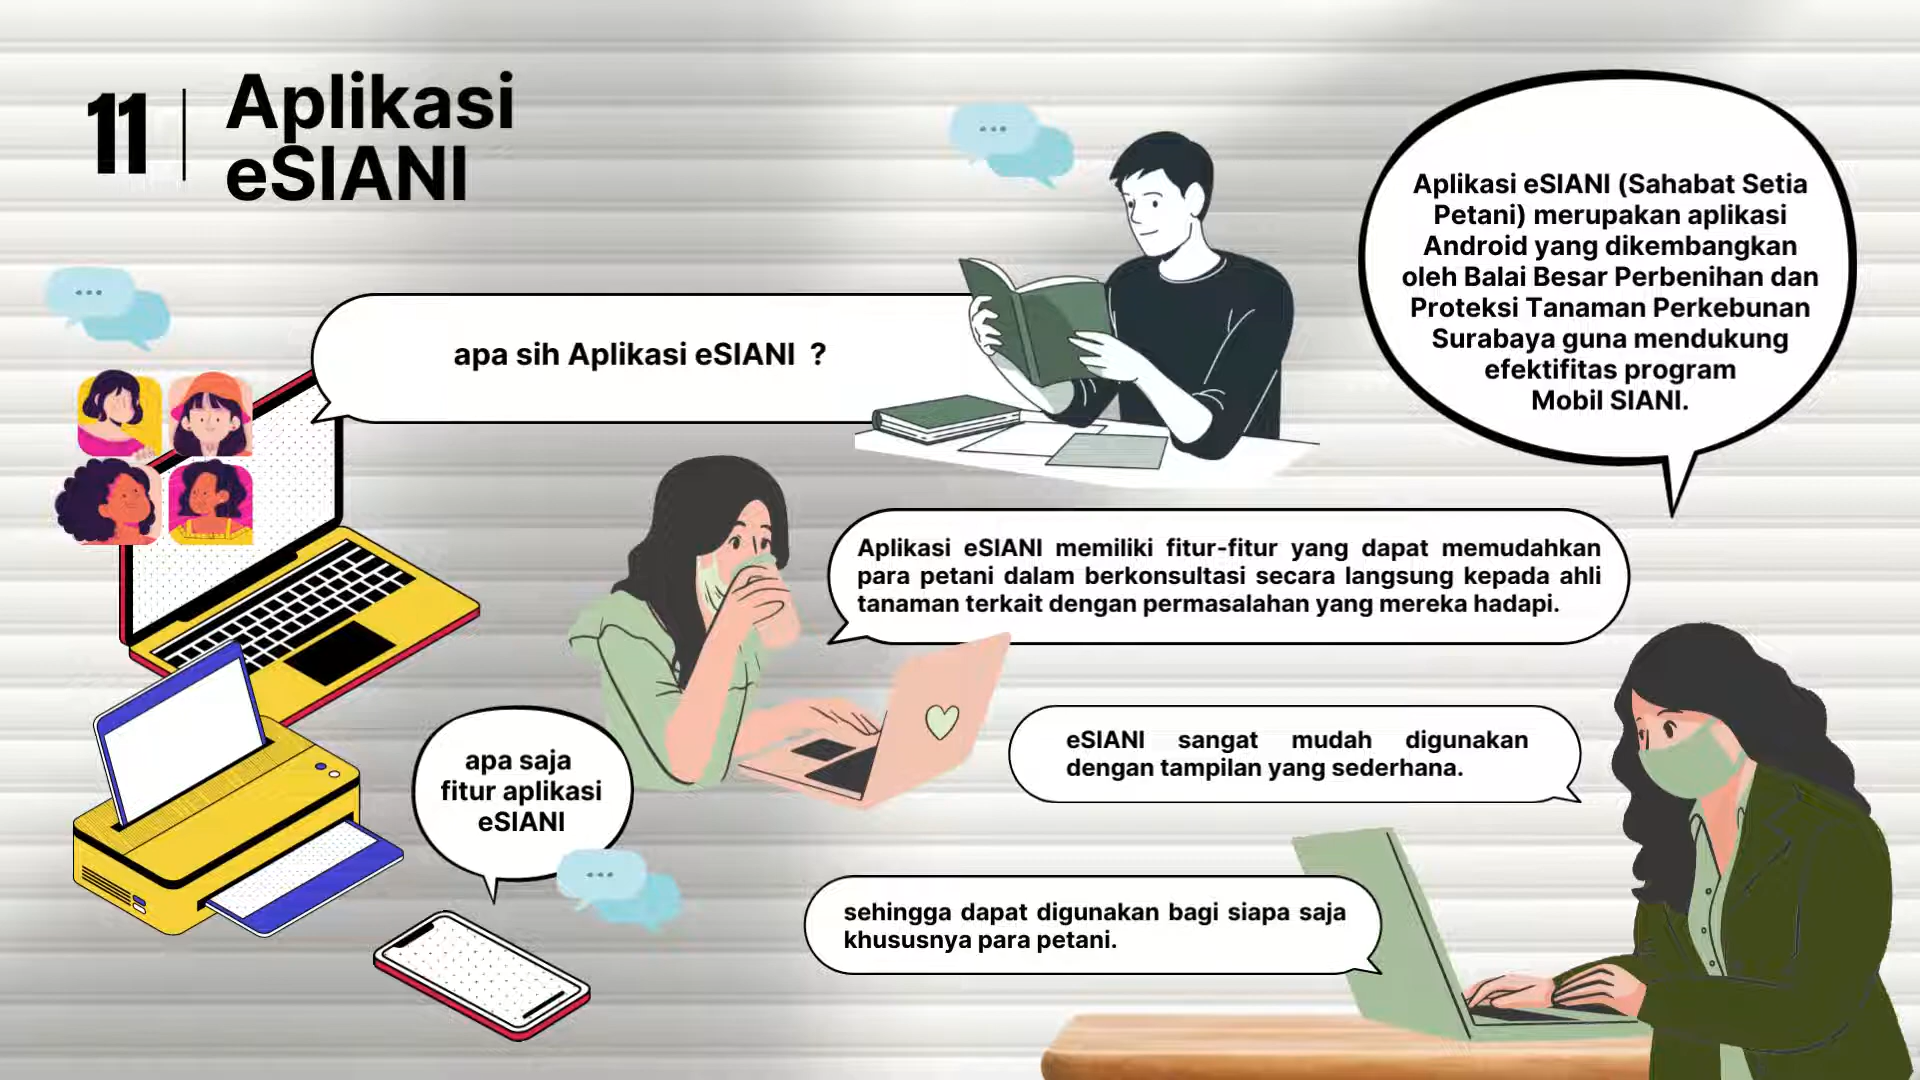 11
Aplikasi
eSIANI
apa sih Aplikasi eSIANI ?
Aplikasi eSIANI (Sahabat Setia
Petani) merupakan aplikasi
Android yang dikembangkan
oleh Balai Besar Perbenihan dan
Proteksi Tanaman Perkebunan
Surabaya guna mendukung
efektifitas program
Mobil SIANI.
Aplikasi eSIANI memiliki fitur-fitur yang dapat memudahkan
para petani dalam berkonsultasi secara langsung kepada ahli
tanaman terkait dengan permasalahan yang mereka hadapi.
apa saja
fitur aplikasi
eSIANI
eSIANI sangat mudah digunakan
dengan tampilan yang sederhana.
sehingga dapat digunakan bagi siapa saja
khususnya para petani.